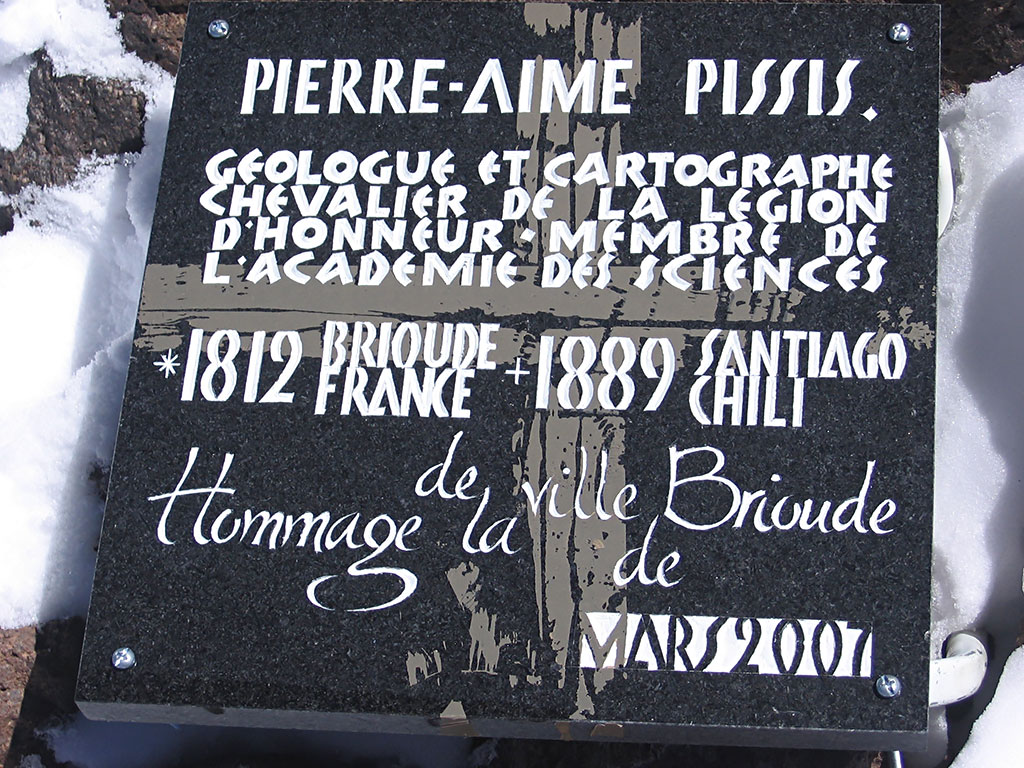 PIERRE-AIME PISSIS.
GEOLOGUE ET CARTOGRAPHE
CHEVALIER DE LA LEGION
D'HONNEUR · MEMBRE DE
L'ACADEMIE DES SCIENCES
*1812 BRIOUDE FRANCE +1889 SANTIAGO CHILI
Hommage de la ville de Brioude
MARS 2007